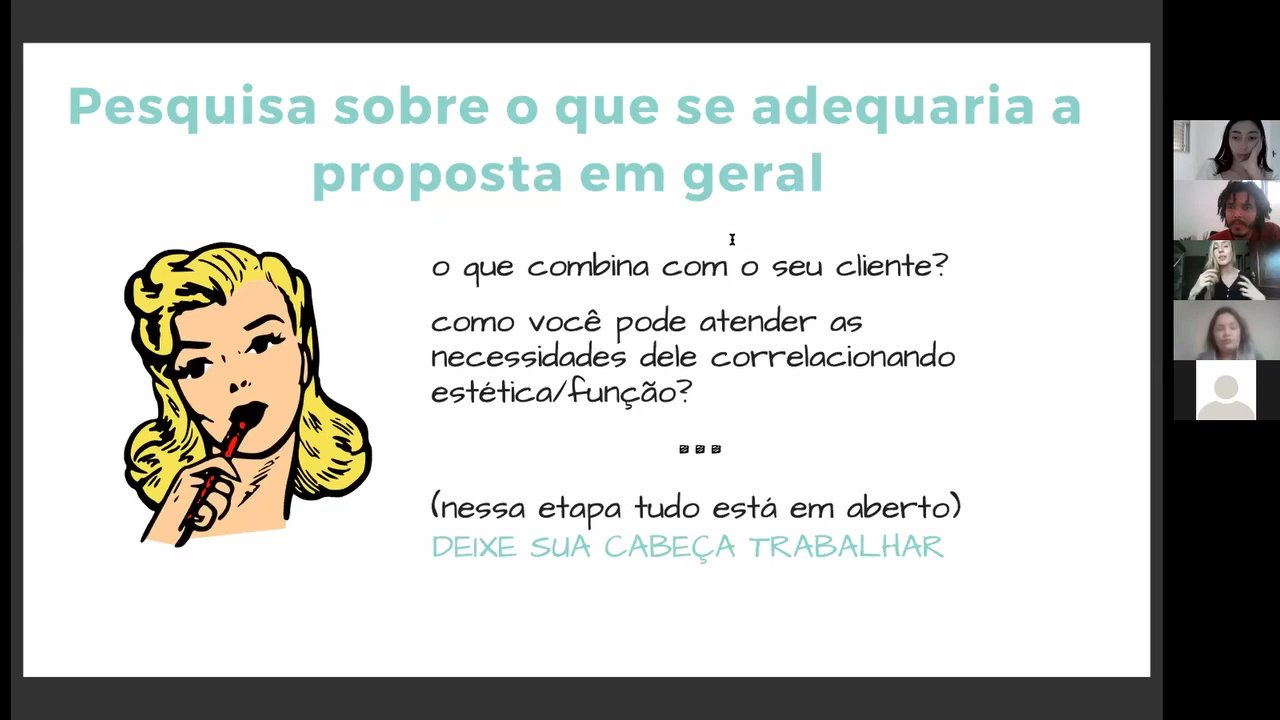 Pesquisa sobre o que se adequaria a
proposta em geral
o que combina com o seu cliente?
como você pode atender as
necessidades dele correlacionando
estética/função?
...
(nessa etapa tudo está em aberto)
DEIXE SUA CABEÇA TRABALHAR